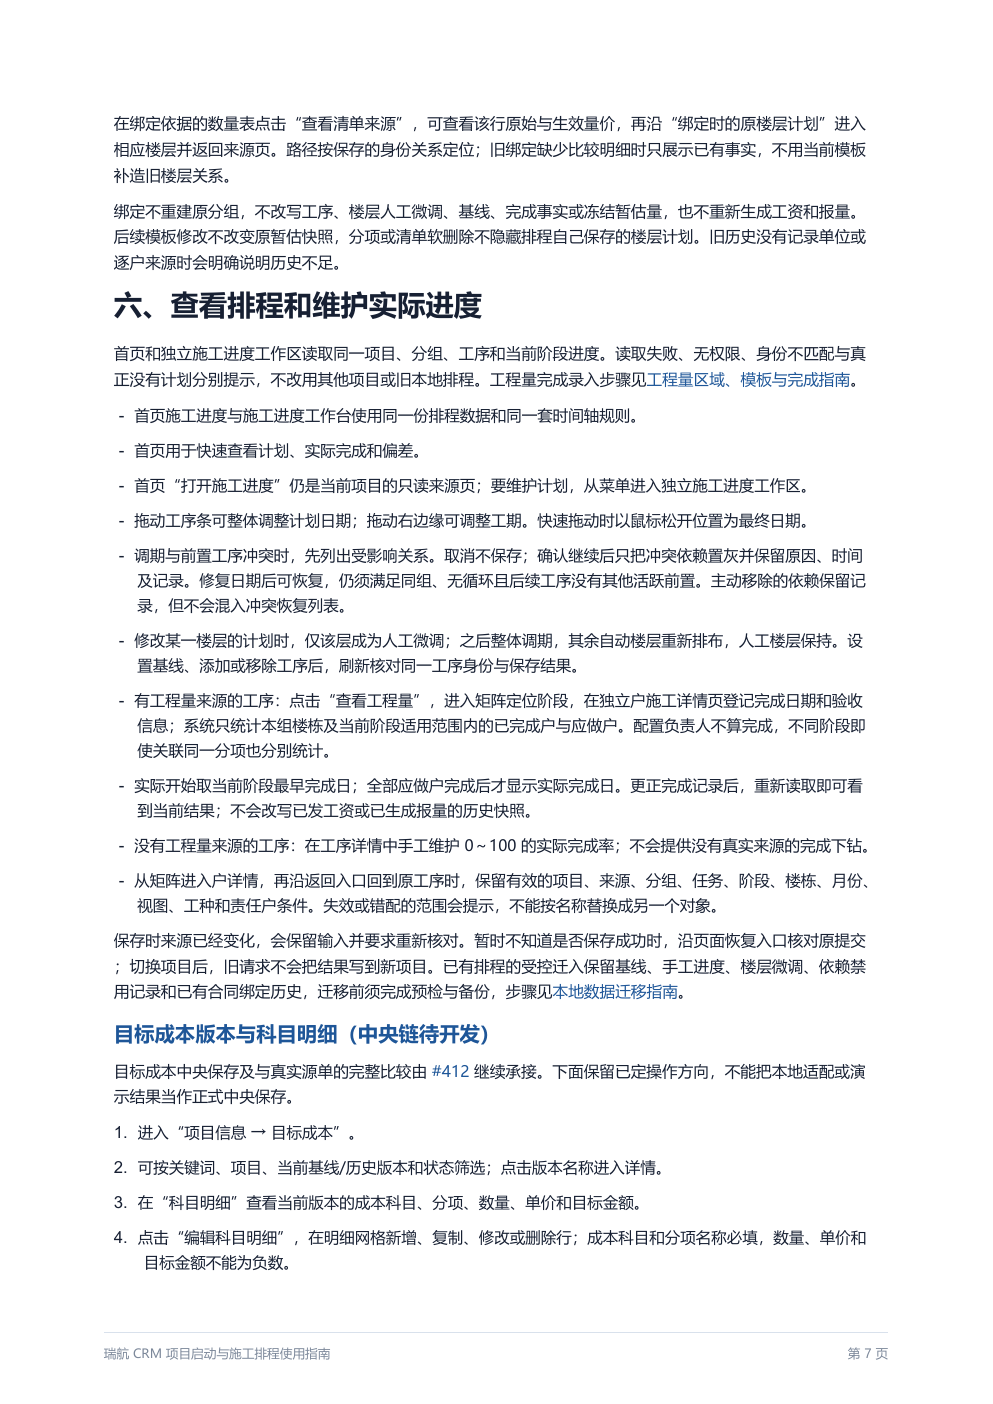 在绑定依据的数量表点击“查看清单来源”，可查看该行原始与生效量价，再沿“绑定时的原楼层计划”进入
相应楼层并返回来源页。路径按保存的身份关系定位；旧绑定缺少比较明细时只展示已有事实，不用当前模板
补造旧楼层关系。
绑定不重建原分组，不改写工序、楼层人工微调、基线、完成事实或冻结暂估量，也不重新生成工资和报量。
后续模板修改不改变原暂估快照，分项或清单软删除不隐藏排程自己保存的楼层计划。旧历史没有记录单位或
逐户来源时会明确说明历史不足。
六、查看排程和维护实际进度
首页和独立施工进度工作区读取同一项目、分组、工序和当前阶段进度。读取失败、无权限、身份不匹配与真
正没有计划分别提示，不改用其他项目或旧本地排程。工程量完成录入步骤见工程量区域、模板与完成指南。
- 首页施工进度与施工进度工作台使用同一份排程数据和同一套时间轴规则。
- 首页用于快速查看计划、实际完成和偏差。
- 首页“打开施工进度”仍是当前项目的只读来源页；要维护计划，从菜单进入独立施工进度工作区。
- 拖动工序条可整体调整计划日期；拖动右边缘可调整工期。快速拖动时以鼠标松开位置为最终日期。
- 调期与前置工序冲突时，先列出受影响关系。取消不保存；确认继续后只把冲突依赖置灰并保留原因、时间
及记录。修复日期后可恢复，仍须满足同组、无循环且后续工序没有其他活跃前置。主动移除的依赖保留记
录，但不会混入冲突恢复列表。
- 修改某一楼层的计划时，仅该层成为人工微调；之后整体调期，其余自动楼层重新排布，人工楼层保持。设
置基线、添加或移除工序后，刷新核对同一工序身份与保存结果。
- 有工程量来源的工序：点击“查看工程量”，进入矩阵定位阶段，在独立户施工详情页登记完成日期和验收
信息；系统只统计本组楼栋及当前阶段适用范围内的已完成户与应做户。配置负责人不算完成，不同阶段即
使关联同一分项也分别统计。
- 实际开始取当前阶段最早完成日；全部应做户完成后才显示实际完成日。更正完成记录后，重新读取即可看
到当前结果；不会改写已发工资或已生成报量的历史快照。
- 没有工程量来源的工序：在工序详情中手工维护 0～100 的实际完成率；不会提供没有真实来源的完成下钻。
- 从矩阵进入户详情，再沿返回入口回到原工序时，保留有效的项目、来源、分组、任务、阶段、楼栋、月份、
视图、工种和责任户条件。失效或错配的范围会提示，不能按名称替换成另一个对象。
保存时来源已经变化，会保留输入并要求重新核对。暂时不知道是否保存成功时，沿页面恢复入口核对原提交
；切换项目后，旧请求不会把结果写到新项目。已有排程的受控迁入保留基线、手工进度、楼层微调、依赖禁
用记录和已有合同绑定历史，迁移前须完成预检与备份，步骤见本地数据迁移指南。
目标成本版本与科目明细（中央链待开发）
目标成本中央保存及与真实源单的完整比较由 #412 继续承接。下面保留已定操作方向，不能把本地适配或演
示结果当作正式中央保存。
1. 进入“项目信息 → 目标成本”。
2. 可按关键词、项目、当前基线/历史版本和状态筛选；点击版本名称进入详情。
3. 在“科目明细”查看当前版本的成本科目、分项、数量、单价和目标金额。
4. 点击“编辑科目明细”，在明细网格新增、复制、修改或删除行；成本科目和分项名称必填，数量、单价和
目标金额不能为负数。
瑞航 CRM 项目启动与施工排程使用指南
第 7 页